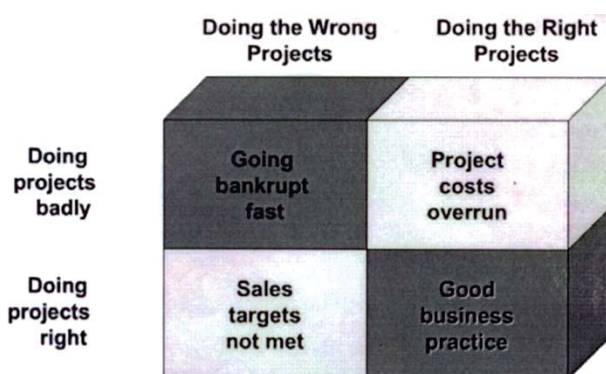 Doing the Wrong
Projects
Doing the Right
Projects
Doing
projects
badly
Going
bankrupt
fast
Project
costs
overrun
Doing
projects
right
Sales
targets
not met
Good
business
practice